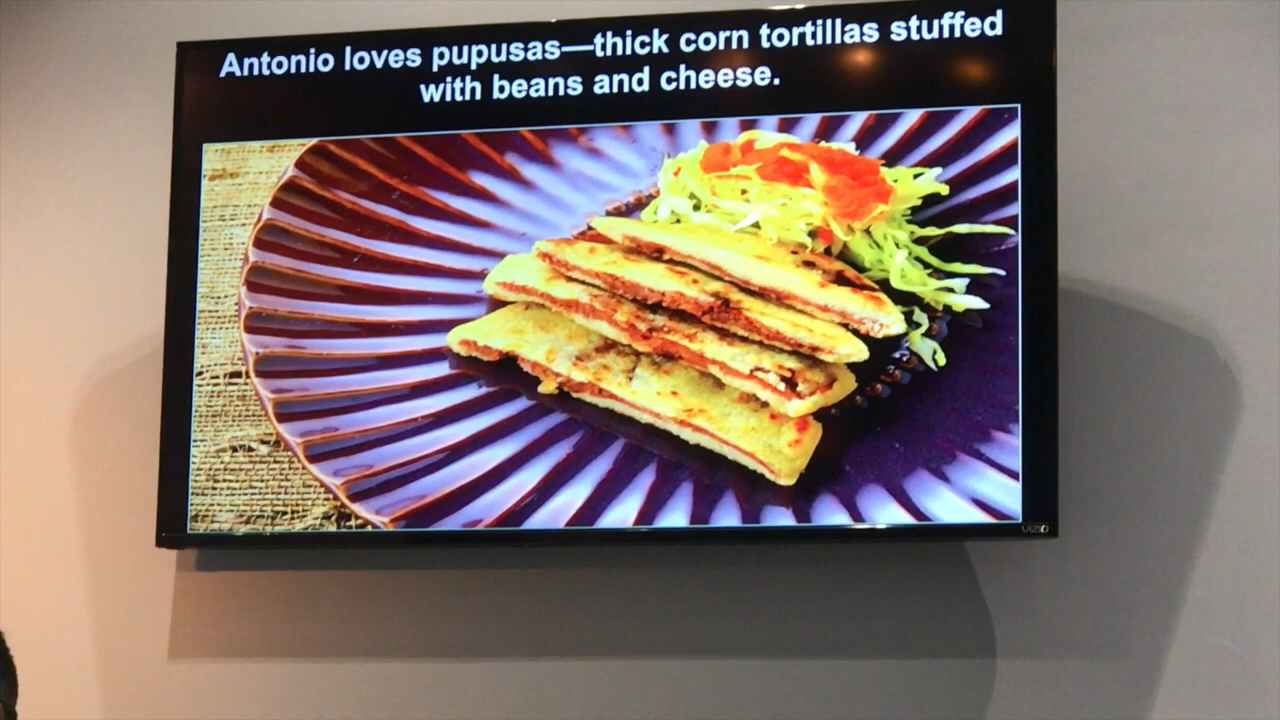 Antonio loves pupusas—thick corn tortillas stuffed
with beans and cheese.
VIZIO